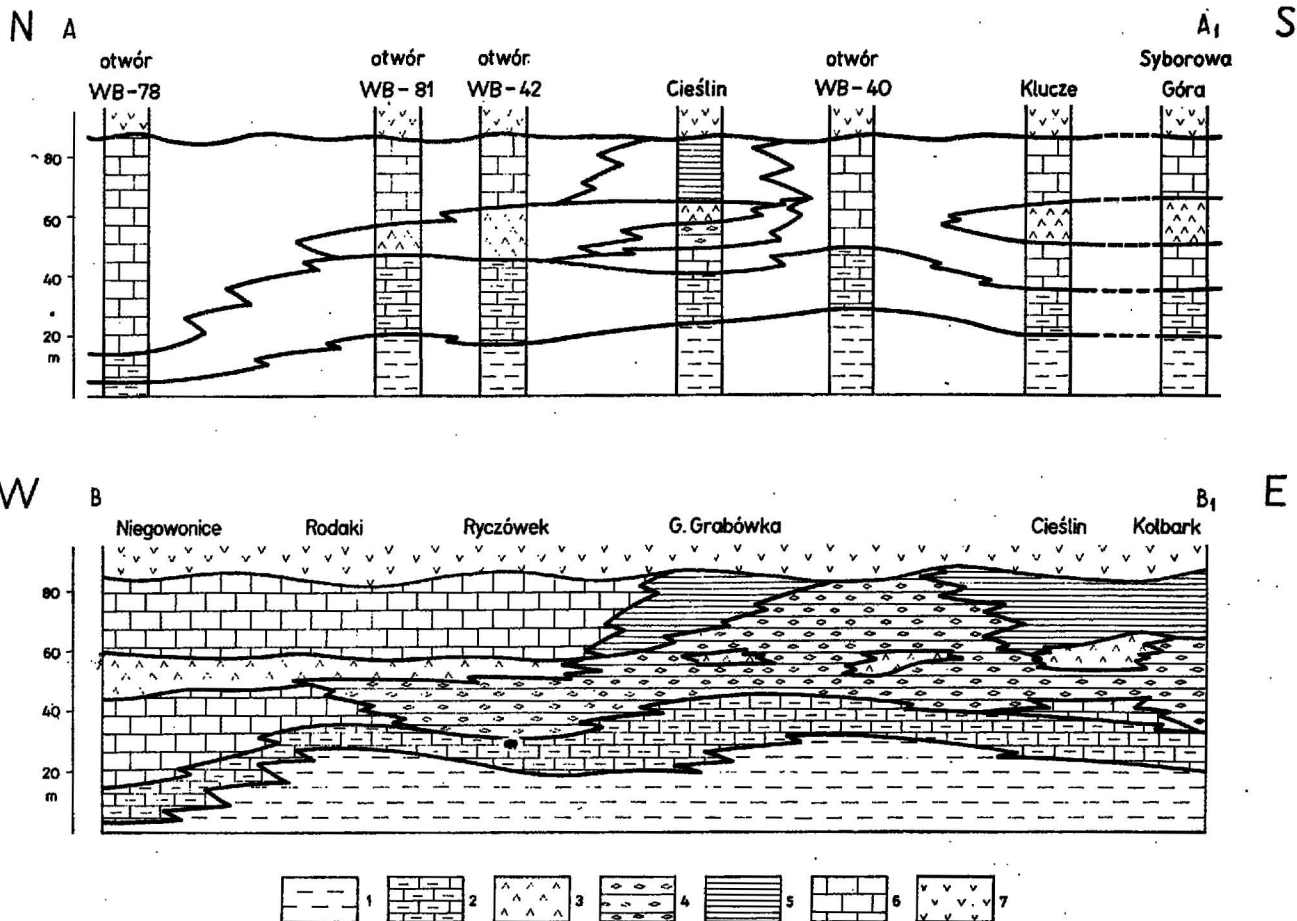 N A A₁ S
otwór WB-78
otwór WB-81
otwór WB-42
Cieślin
otwór WB-40
Klucze
Syborowa Góra
80
60
40
20
m
W B B₁ E
Niegowonice Rodaki Ryczówek G. Grabówka Cieślin Kolbark
80
60
40
20
m
1 2 3 4 5 6 7